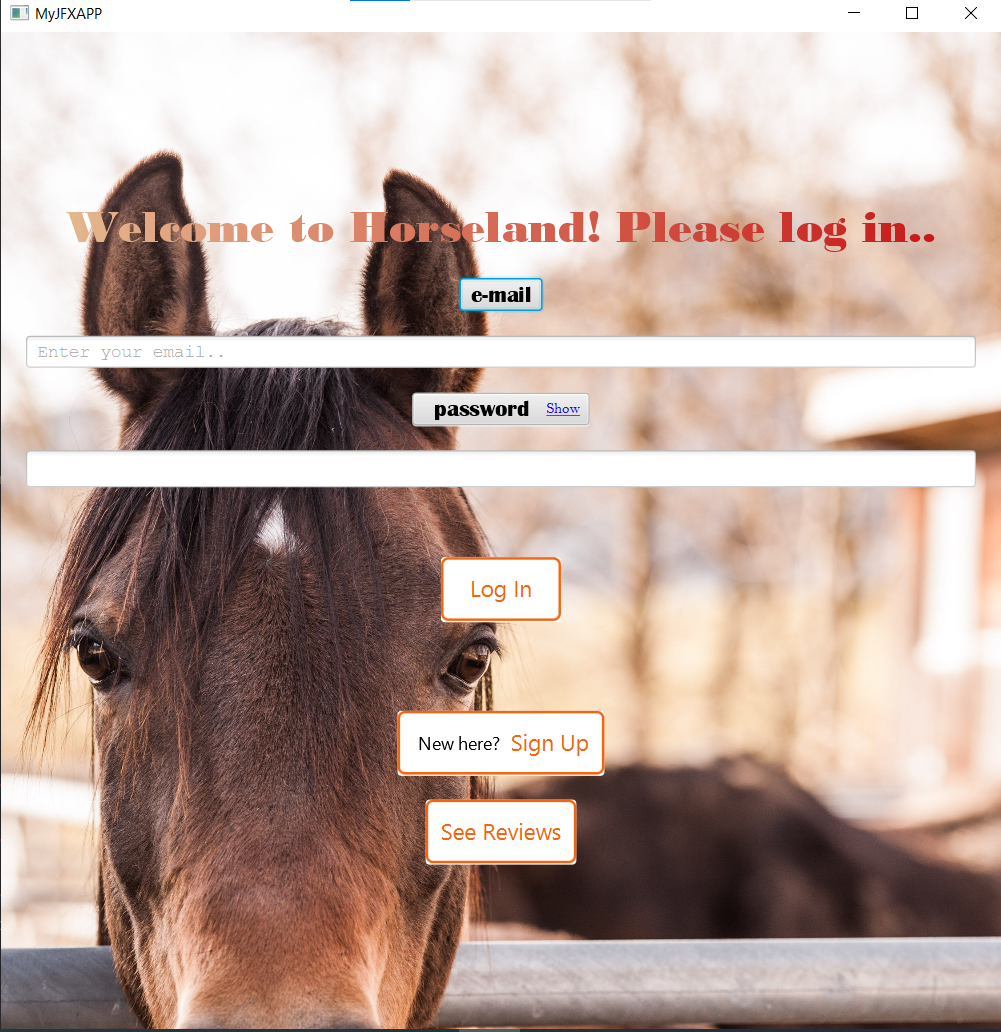 MyJFXAPP
Welcome to Horseland! Please log in..
e-mail
Enter your email..
password Show
Log In
New here? Sign Up
See Reviews